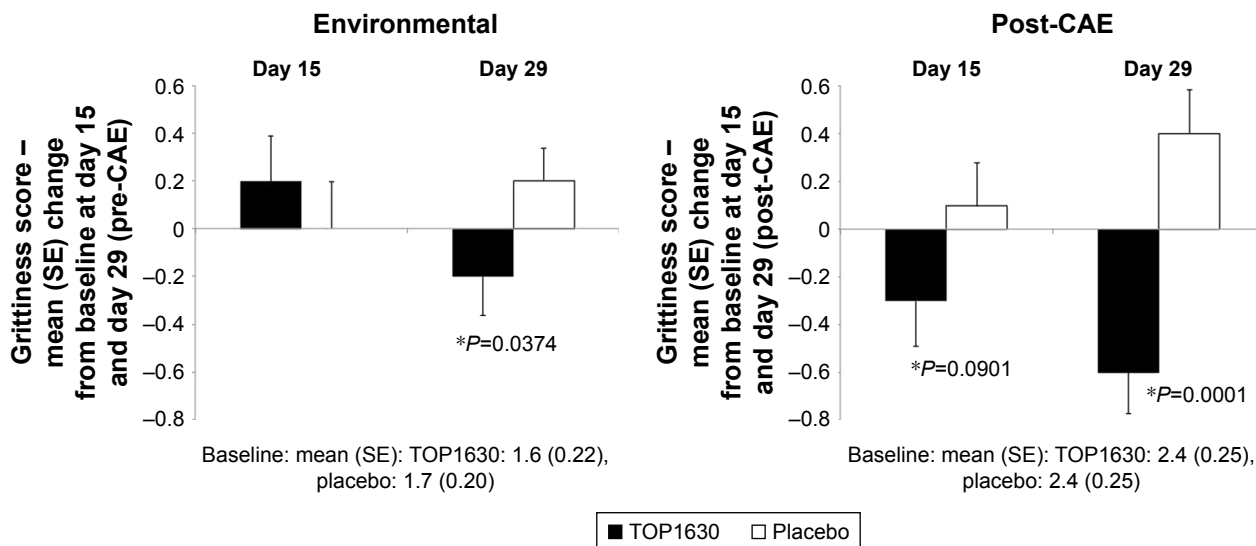 Environmental
Day 15
Day 29
Grittiness score –
mean (SE) change
from baseline at day 15
and day 29 (pre-CAE)
0.6
0.4
0.2
0
–0.2
–0.4
–0.6
–0.8
*P=0.0374
Baseline: mean (SE): TOP1630: 1.6 (0.22),
placebo: 1.7 (0.20)
Post-CAE
Day 15
Day 29
Grittiness score –
mean (SE) change
from baseline at day 15
and day 29 (post-CAE)
0.6
0.4
0.2
0
–0.2
–0.4
–0.6
–0.8
*P=0.0901
*P=0.0001
Baseline: mean (SE): TOP1630: 2.4 (0.25),
placebo: 2.4 (0.25)
TOP1630 Placebo